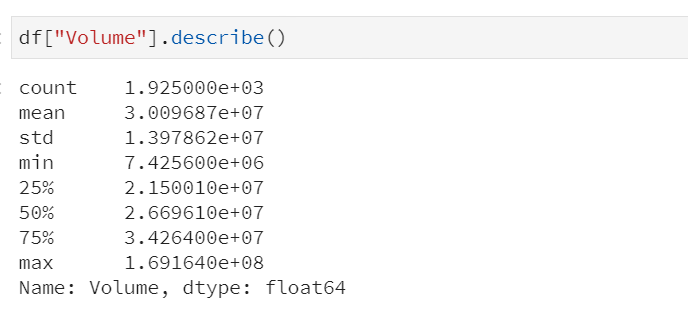 df["Volume"].describe()
count    1.925000e+03
mean     3.009687e+07
std      1.397862e+07
min      7.425600e+06
25%      2.150010e+07
50%      2.669610e+07
75%      3.426400e+07
max      1.691640e+08
Name: Volume, dtype: float64